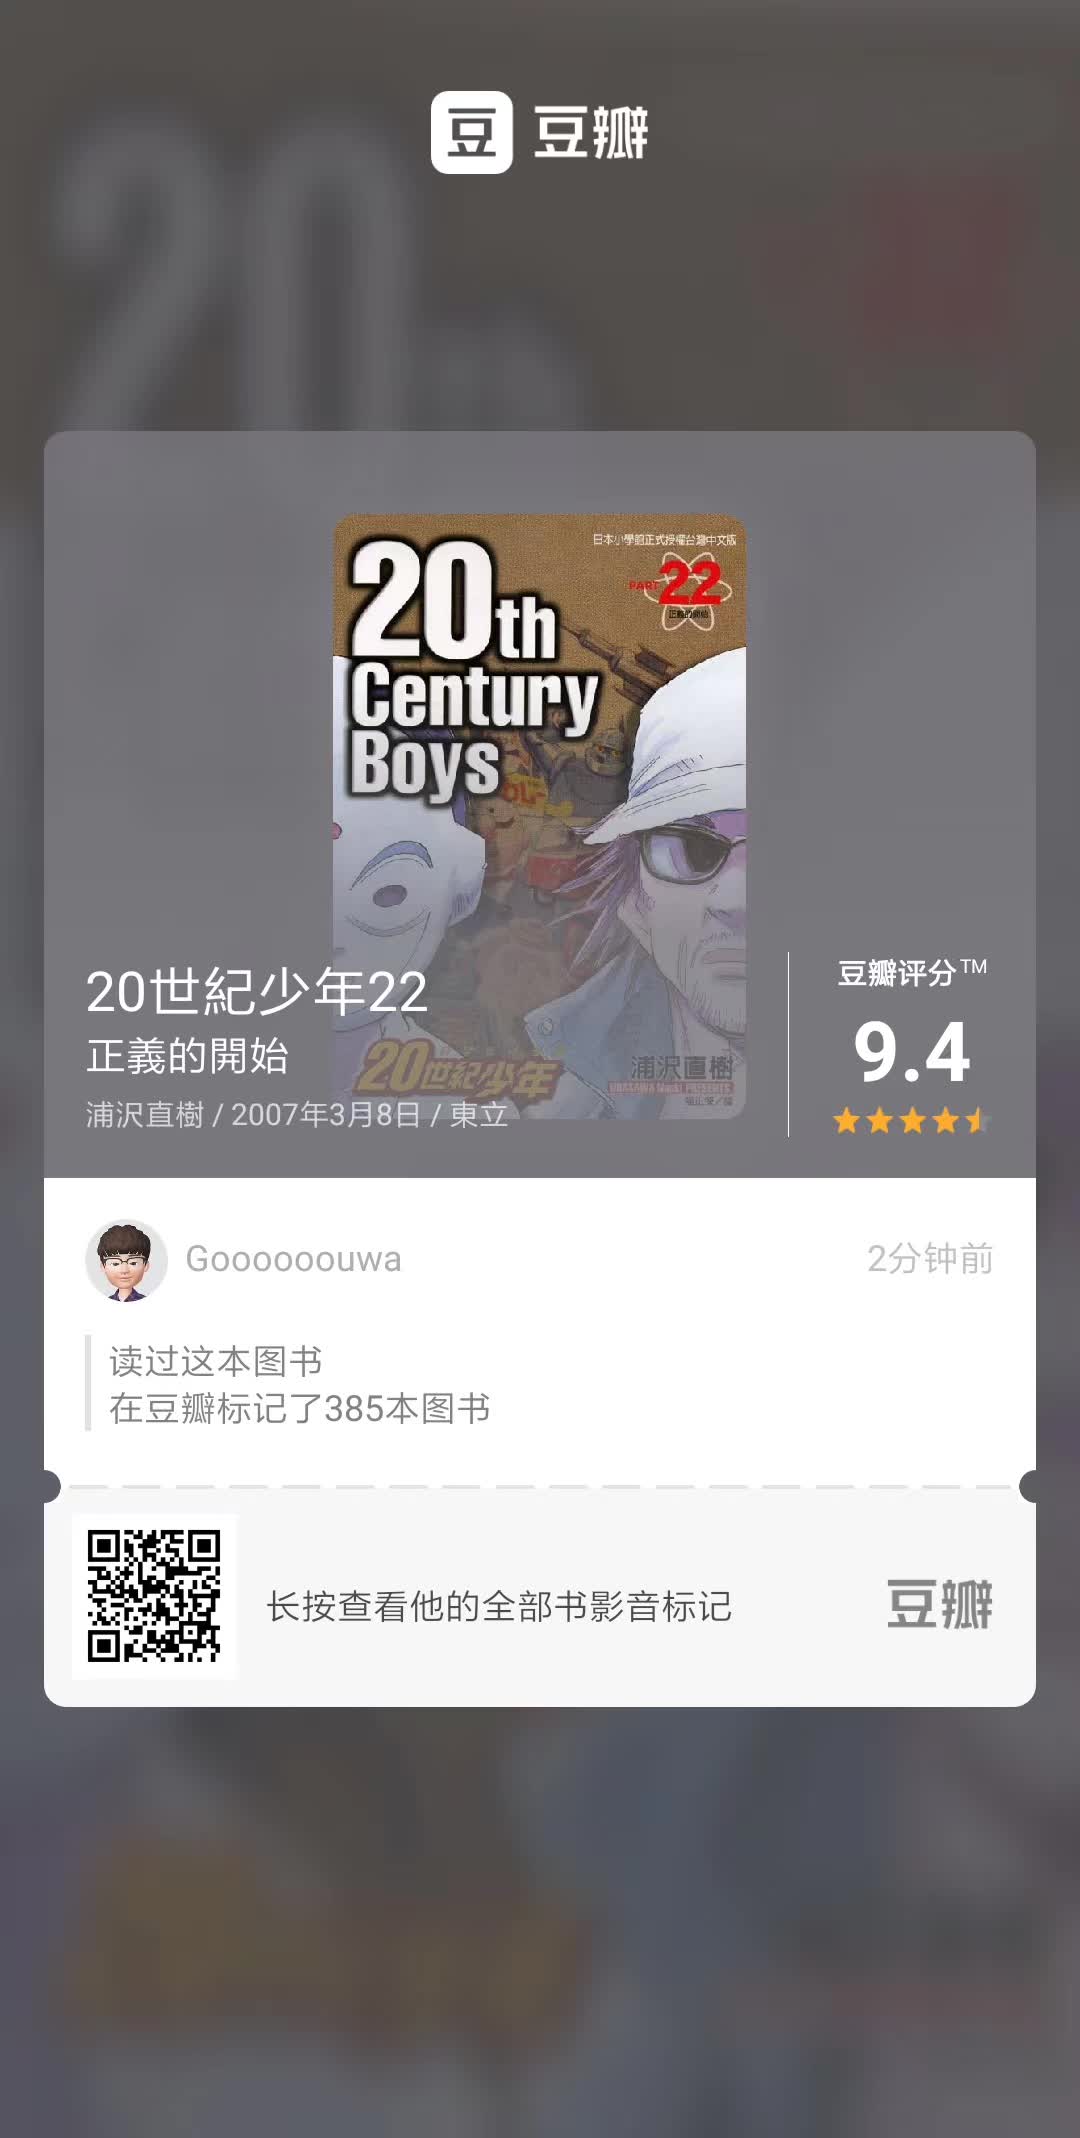 豆 豆瓣
日本小學館正式授權台灣中文版
PART 22
正義的開始
20th
Century
Boys
20世紀少年22
正義的開始
浦沢直樹 / 2007年3月8日 / 東立
20世紀少年
浦沢直樹
URASAWA Naoki PRESENTS
豆瓣评分™
9.4
Goooooouwa
2分钟前
读过这本图书
在豆瓣标记了385本图书
长按查看他的全部书影音标记
豆瓣